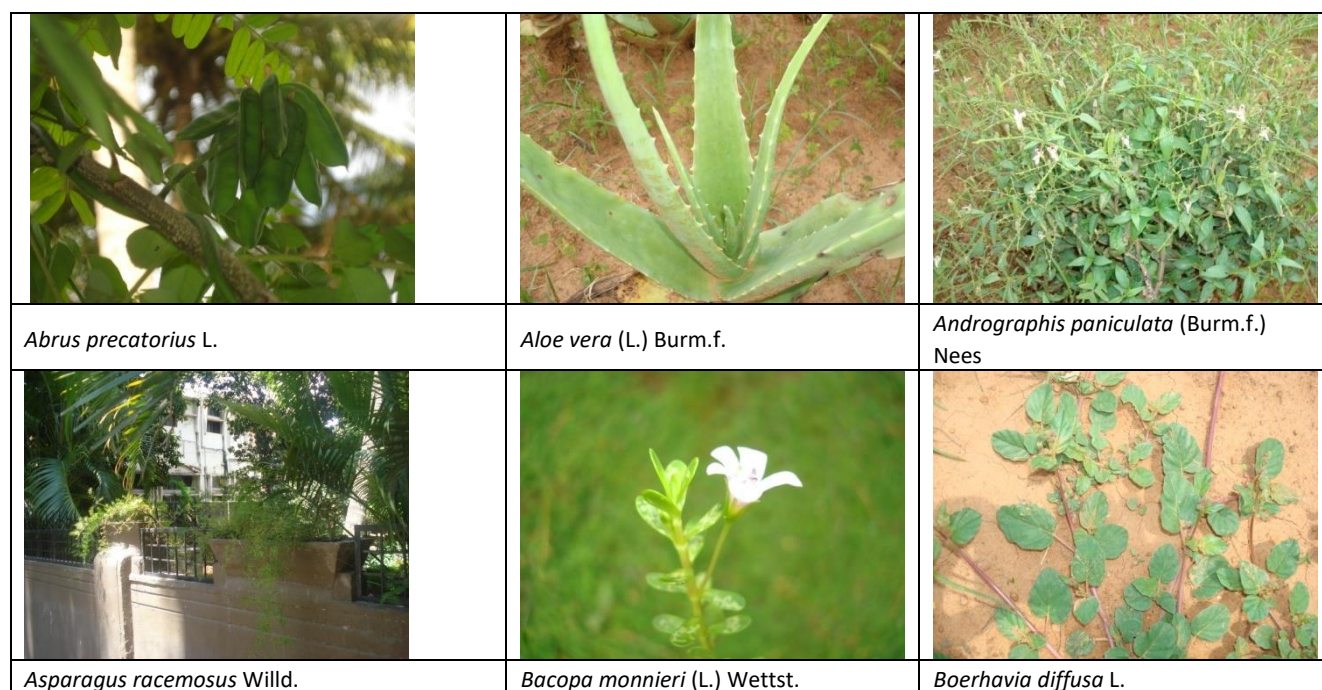 Abrus precatorius L.
Aloe vera (L.) Burm.f.
Andrographis paniculata (Burm.f.)
Nees
Asparagus racemosus Willd.
Bacopa monnieri (L.) Wettst.
Boerhavia diffusa L.